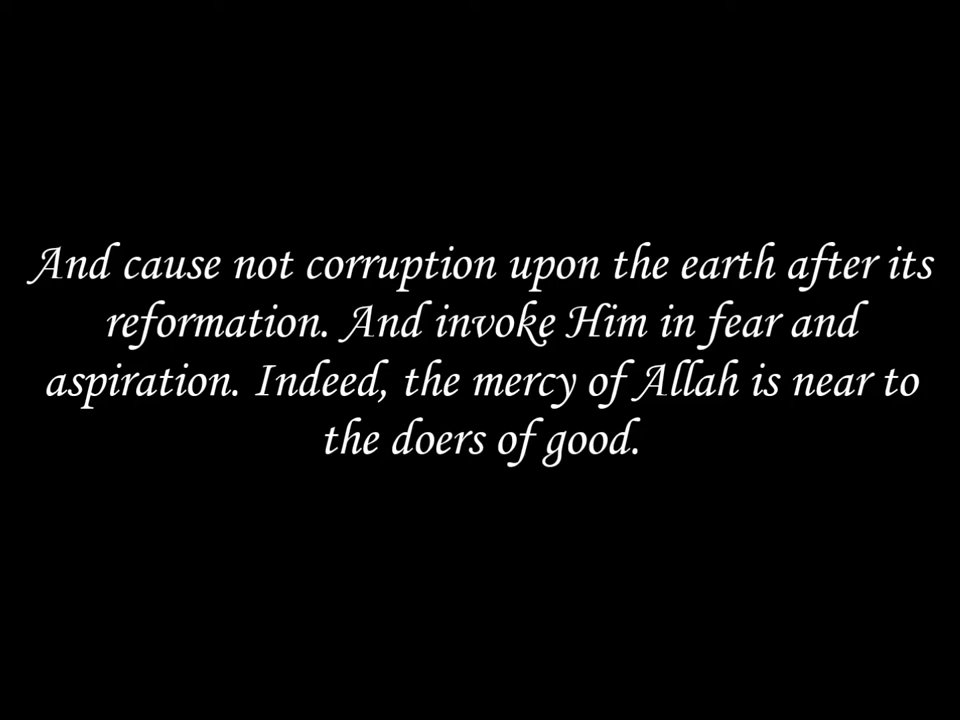 And cause not corruption upon the earth after its
reformation. And invoke Him in fear and
aspiration. Indeed, the mercy of Allah is near to
the doers of good.